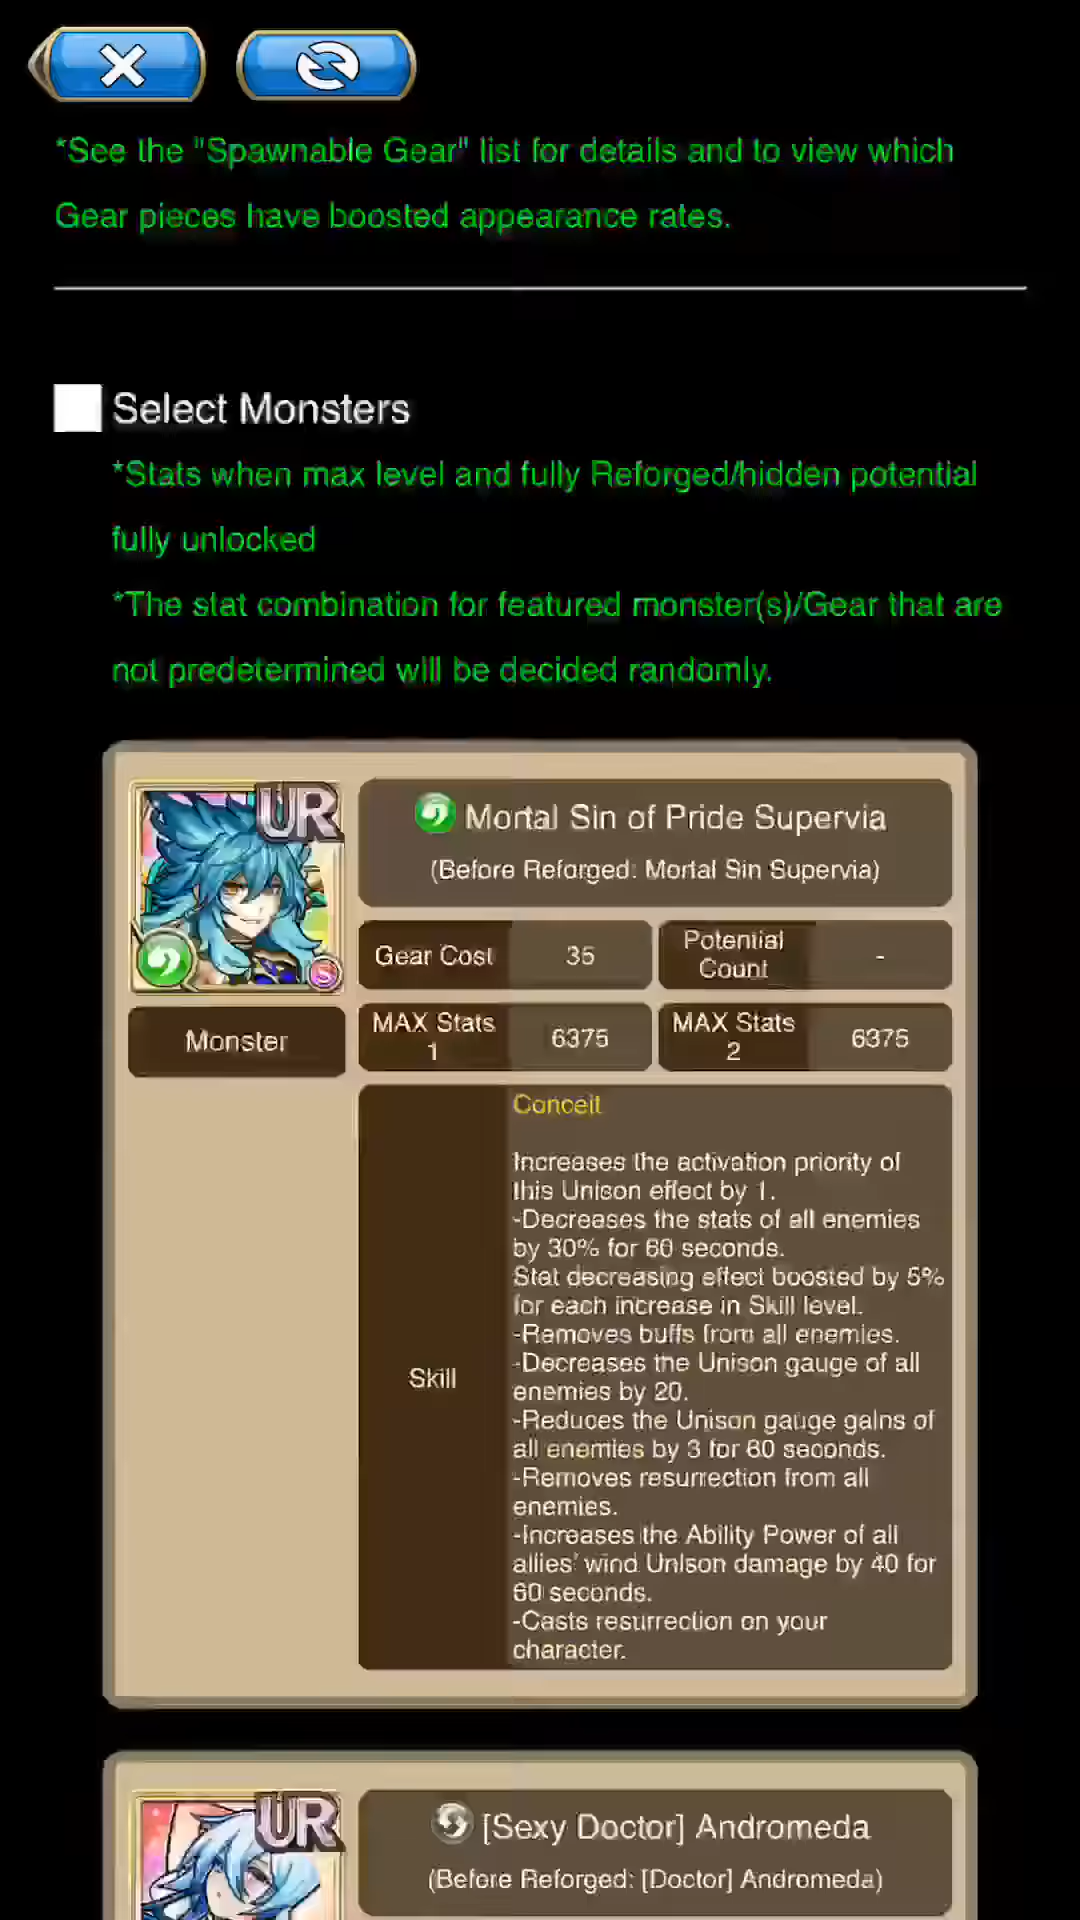 *See the "Spawnable Gear" list for details and to view which
Gear pieces have boosted appearance rates.
Select Monsters
*Stats when max level and fully Reforged/hidden potential
fully unlocked
*The stat combination for featured monster(s)/Gear that are
not predetermined will be decided randomly.
UR
Mortal Sin of Pride Supervia
(Before Reforged: Mortal Sin Supervia)
S
Gear Cost
35
Potential
Count
-
Monster
MAX Stats
1
6375
MAX Stats
2
6375
Skill
Conceit
Increases the activation priority of
this Unison effect by 1.
-Decreases the stats of all enemies
by 30% for 60 seconds.
Stat decreasing effect boosted by 5%
for each increase in Skill level.
-Removes buffs from all enemies.
-Decreases the Unison gauge of all
enemies by 20.
-Reduces the Unison gauge gains of
all enemies by 3 for 60 seconds.
-Removes resurrection from all
enemies.
-Increases the Ability Power of all
allies' wind Unison damage by 40 for
60 seconds.
-Casts resurrection on your
character.
UR
[Sexy Doctor] Andromeda
(Before Reforged: [Doctor] Andromeda)